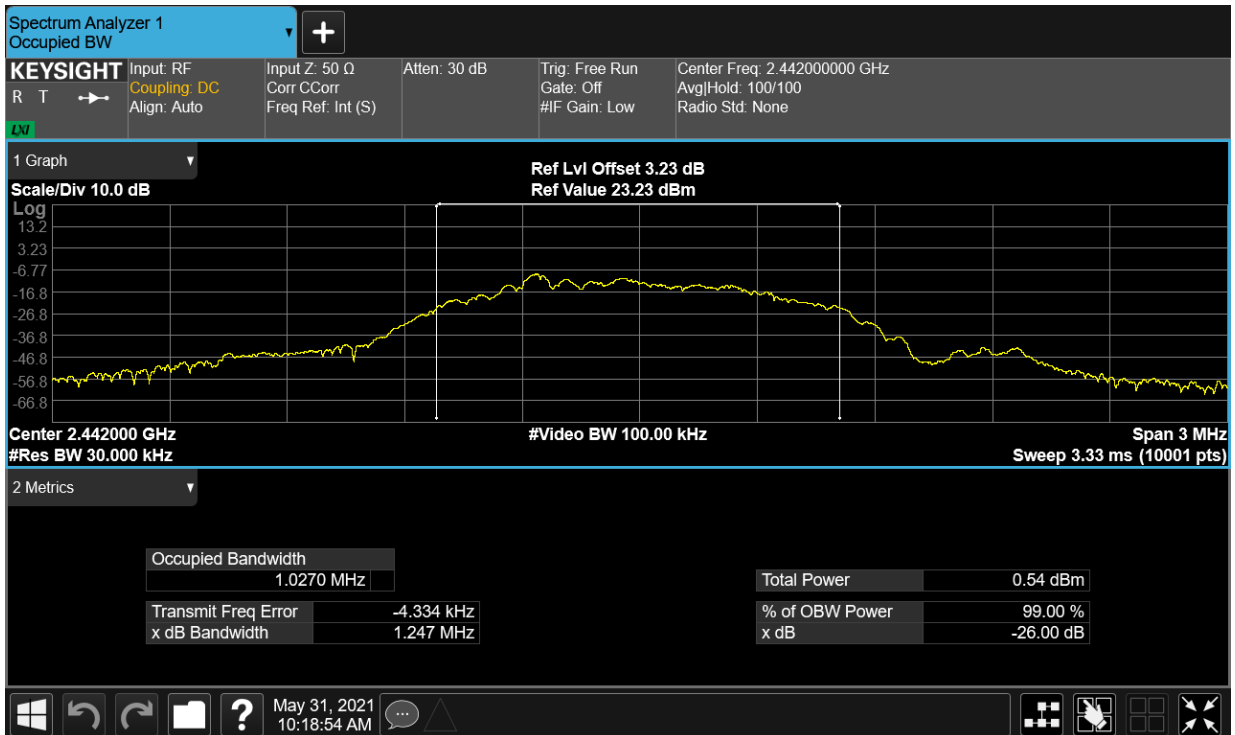 Spectrum Analyzer 1
Occupied BW
KEYSIGHT
R T
LXI
Input: RF
Coupling: DC
Align: Auto
Input Z: 50 Ω
Corr CCorr
Freq Ref: Int (S)
Atten: 30 dB
Trig: Free Run
Gate: Off
#IF Gain: Low
Center Freq: 2.442000000 GHz
Avg|Hold: 100/100
Radio Std: None
1 Graph
Scale/Div 10.0 dB
Ref Lvl Offset 3.23 dB
Ref Value 23.23 dBm
Log
13.2
3.23
-6.77
-16.8
-26.8
-36.8
-46.8
-56.8
-66.8
Center 2.442000 GHz
#Res BW 30.000 kHz
#Video BW 100.00 kHz
Span 3 MHz
Sweep 3.33 ms (10001 pts)
2 Metrics
Occupied Bandwidth
1.0270 MHz
Transmit Freq Error -4.334 kHz
x dB Bandwidth 1.247 MHz
Total Power 0.54 dBm
% of OBW Power 99.00 %
x dB -26.00 dB
May 31, 2021
10:18:54 AM